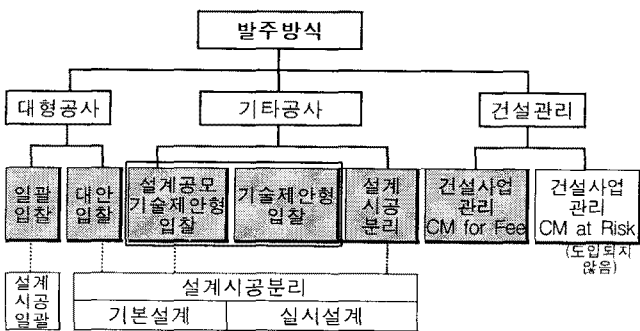 발주방식
대형공사
기타공사
건설관리
일괄
입찰
대안
입찰
설계공모
기술제안형
입찰
기술제안형
입찰
설계
시공
분리
건설사업
관리
CM for Fee
건설사업
관리
CM at Risk
(도입되지
않음)
설계
시공
일괄
설계시공분리
기본설계
실시설계